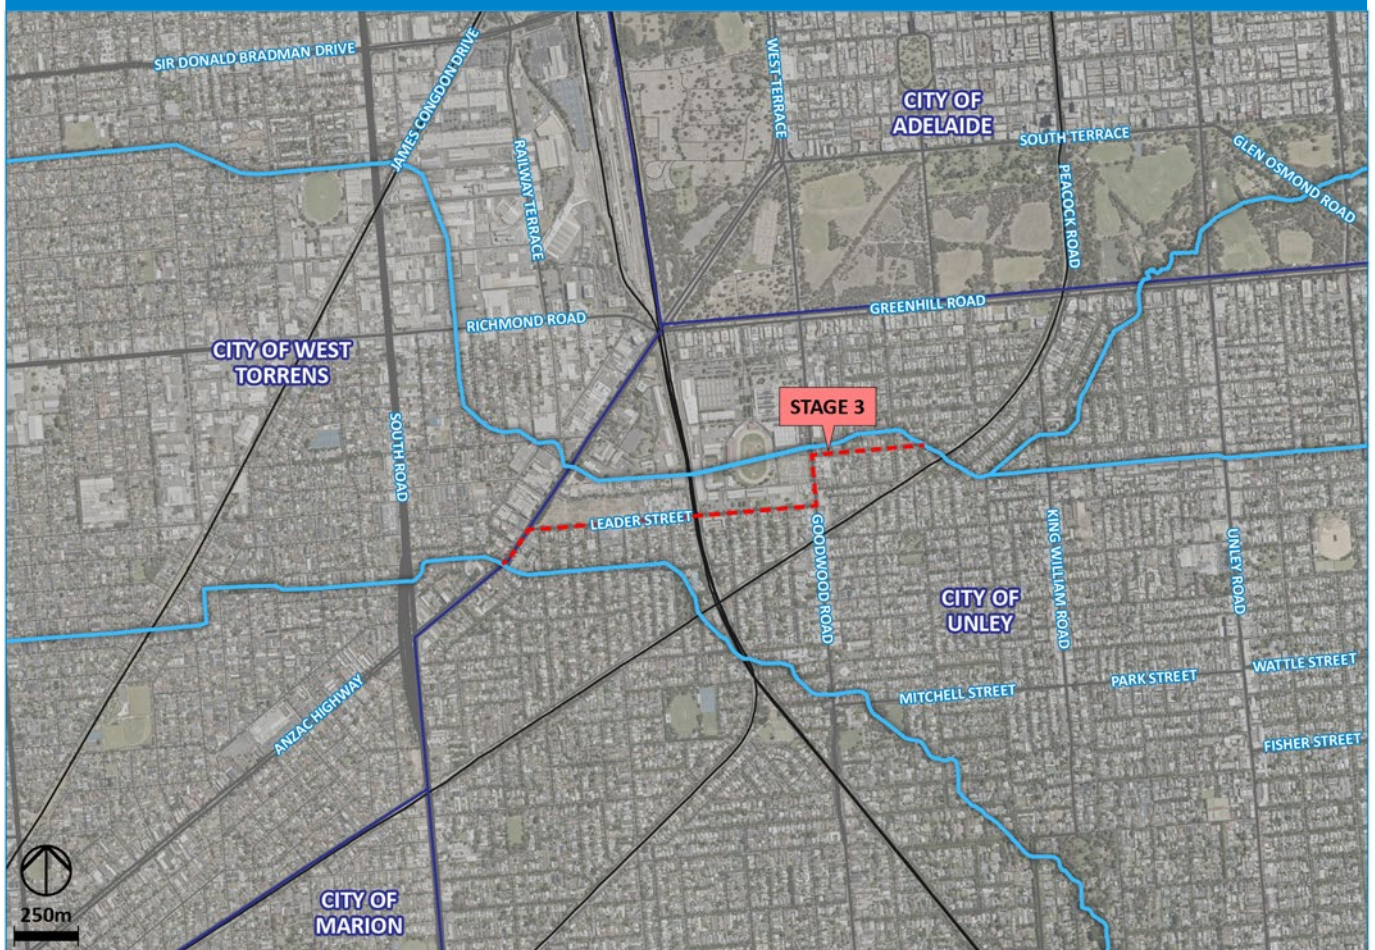 SIR DONALD BRADMAN DRIVE
JAMES CONGDON DRIVE
WEST TERRACE
CITY OF
ADELAIDE
SOUTH TERRACE
GLEN OSMOND ROAD
RAILWAY TERRACE
PEACOCK ROAD
GREENHILL ROAD
RICHMOND ROAD
CITY OF WEST
TORRENS
STAGE 3
SOUTH ROAD
LEADER STREET
GOODWOOD ROAD
KING WILLIAM ROAD
UNLEY ROAD
CITY OF
UNLEY
WATTLE STREET
PARK STREET
MITCHELL STREET
ANZAC HIGHWAY
FISHER STREET
CITY OF
MARION
250m